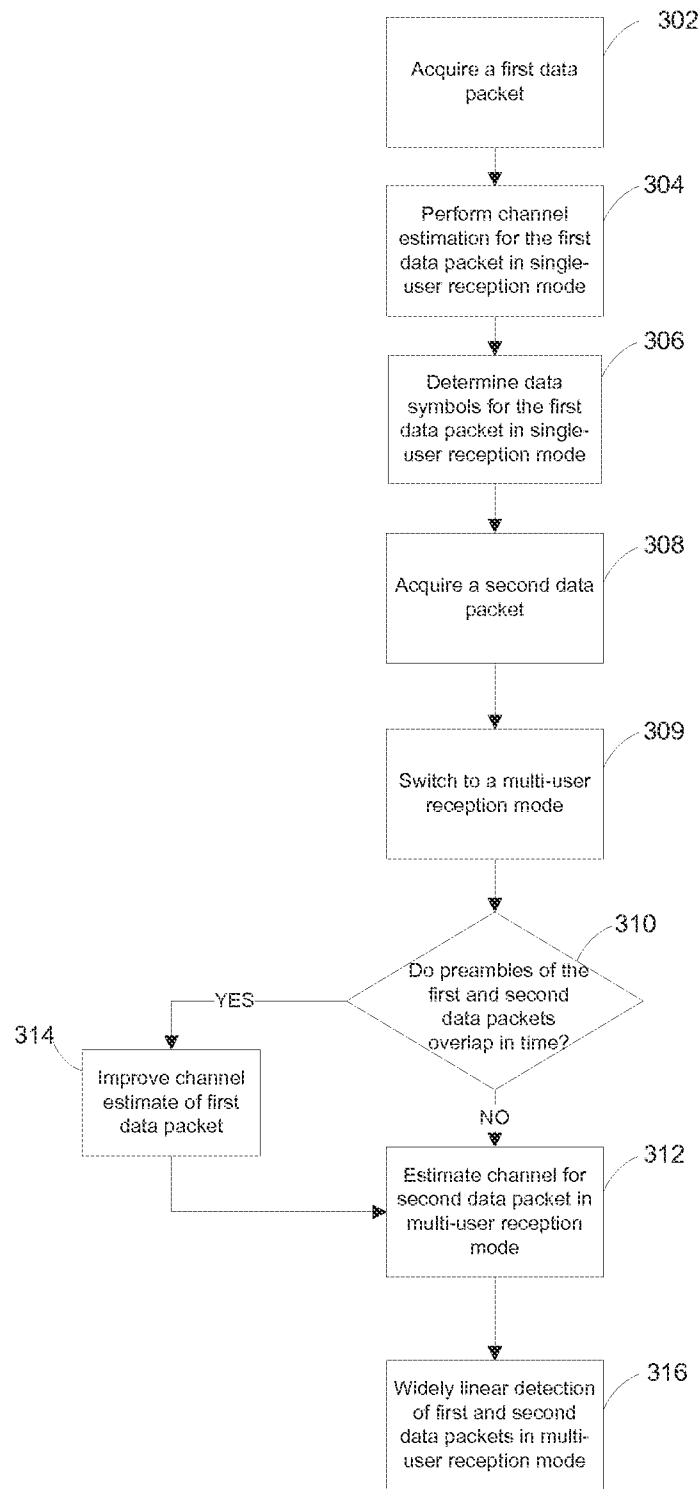 302
Acquire a first data
packet
304
Perform channel
estimation for the first
data packet in single-
user reception mode
306
Determine data
symbols for the first
data packet in single-
user reception mode
308
Acquire a second data
packet
309
Switch to a multi-user
reception mode
310
Do preambles of the
first and second
data packets
overlap in time?
YES
314
Improve channel
estimate of first
data packet
NO
312
Estimate channel for
second data packet in
multi-user reception
mode
316
Widely linear detection
of first and second
data packets in multi-
user reception mode